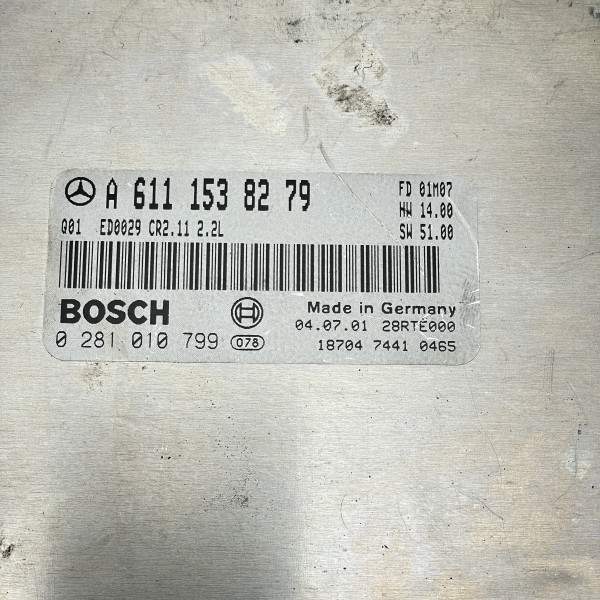 A 611 153 82 79
FD 01M07
HW 14.00
Q01 ED0029 CR2.11 2.2L
SW 51.00
BOSCH
Made in Germany
04.07.01 28RTE000
0 281 010 799 078
18704 7441 0465